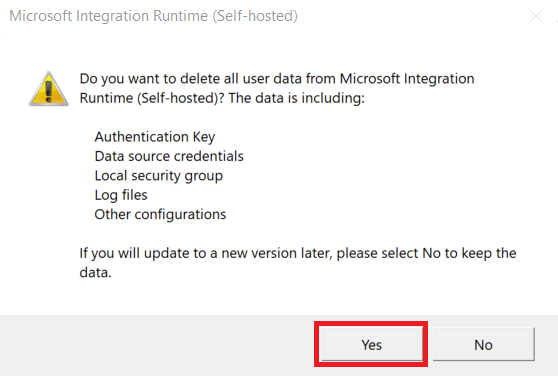 Microsoft Integration Runtime (Self-hosted)
Do you want to delete all user data from Microsoft Integration
Runtime (Self-hosted)? The data is including:
Authentication Key
Data source credentials
Local security group
Log files
Other configurations
If you will update to a new version later, please select No to keep the
data.
Yes
No